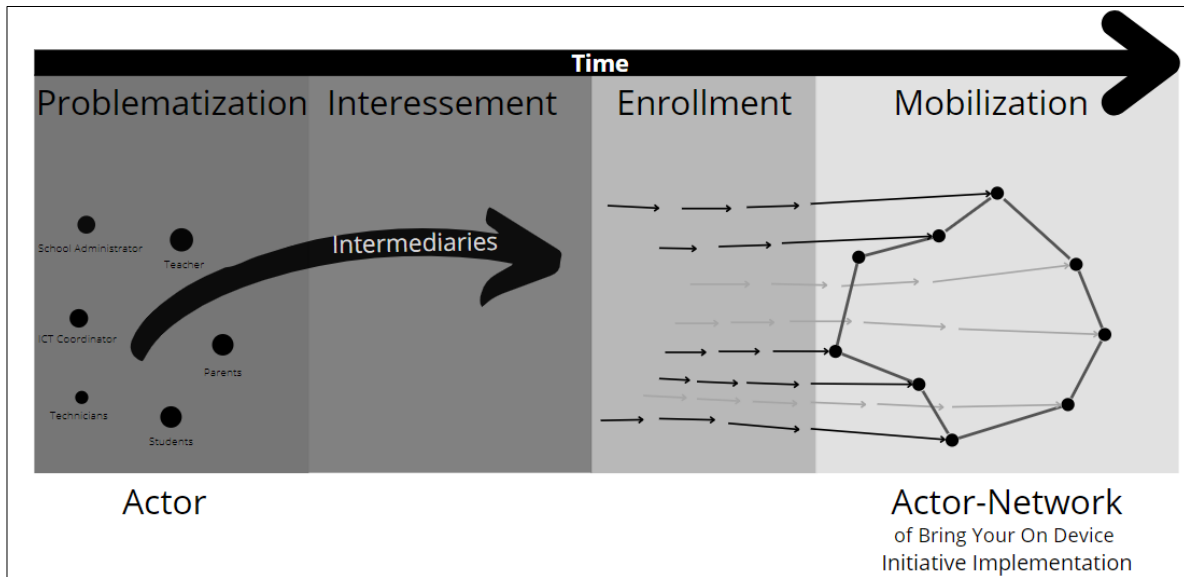 Time
Problematization
Interessement
Enrollment
Mobilization
School Administrator
Teacher
Intermediaries
ICT Coordinator
Parents
Technicians
Students
Actor
Actor-Network
of Bring Your On Device
Initiative Implementation